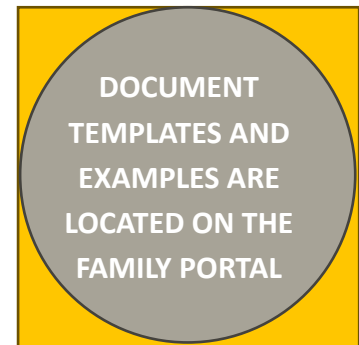 DOCUMENT
TEMPLATES AND
EXAMPLES ARE
LOCATED ON THE
FAMILY PORTAL